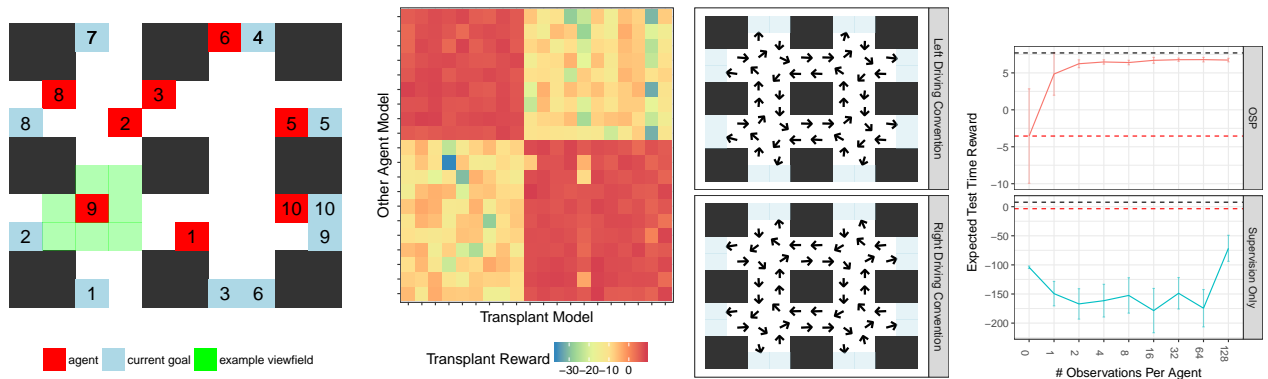 7 6 4
8 3
8 2 5 5
9 10 10
2 1 9
1 3 6
agent current goal example viewfield
Other Agent Model
Transplant Model
Transplant Reward
−30 −20 −10 0
Left Driving Convention
Right Driving Convention
Expected Test Time Reward
5
0
−5
−10
OSP
0
−50
−100
−150
−200
Supervision Only
0 1 2 4 8 16 32 64 128
# Observations Per Agent